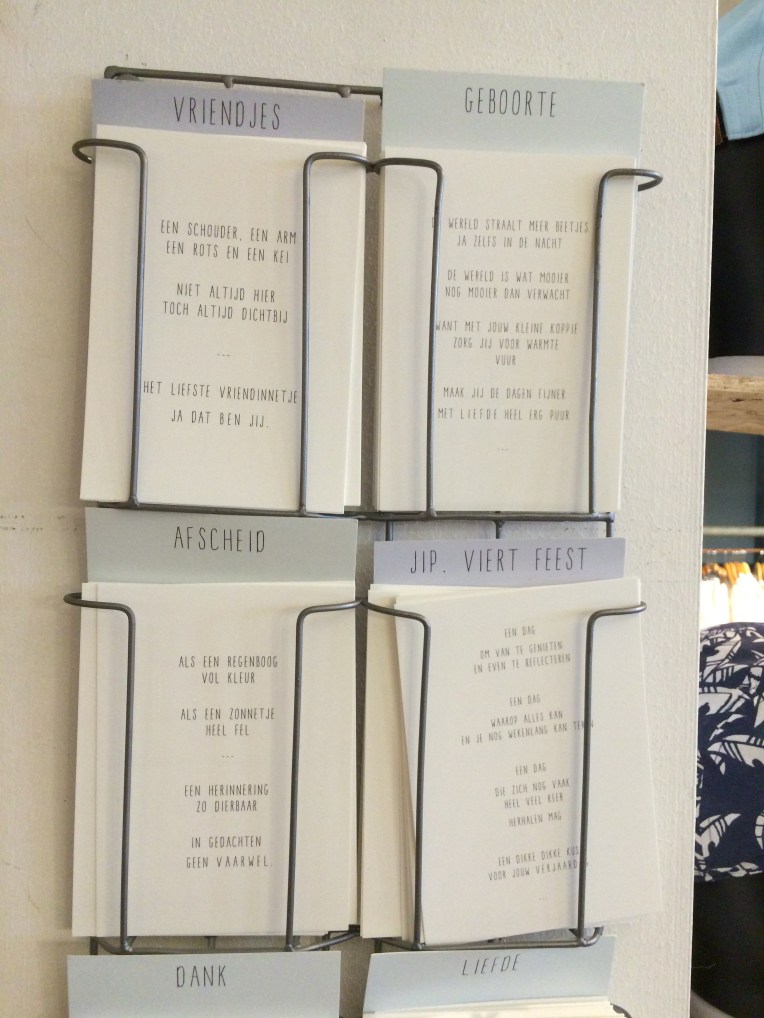 VRIENDJES
EEN SCHOUDER, EEN ARM
EEN ROTS EN EEN KEI
NIET ALTIJD HIER
TOCH ALTIJD DICHTBIJ
---
HET LIEFSTE VRIENDINNETJE
JA DAT BEN JIJ.
GEBOORTE
DE WERELD STRAALT MEER BEETJES
JA ZELFS IN DE NACHT
DE WERELD IS WAT MOOIER
NOG MOOIER DAN VERWACHT
WANT MET JOUW KLEINE KOPPIE
ZORG JIJ VOOR WARMTE
VUUR
MAAK JIJ DE DAGEN FIJNER
MET LIEFDE HEEL ERG PUUR
---
AFSCHEID
ALS EEN REGENBOOG
VOL KLEUR
ALS EEN ZONNETJE
HEEL FEL
---
EEN HERINNERING
ZO DIERBAAR
IN GEDACHTEN
GEEN VAARWEL.
JIP. VIERT FEEST
EEN DAG
OM VAN TE GENIETEN
EN EVEN TE REFLECTEREN
EEN DAG
WAAROP ALLES KAN
EN JE NOG WEKENLANG KAN TEREN
EEN DAG
DIE ZICH NOG VAAK
HEEL VEEL KEER
HERHALEN MAG
EEN DIKKE DIKKE KUS
VOOR JOUW VERJAARDAG
DANK
LIEFDE